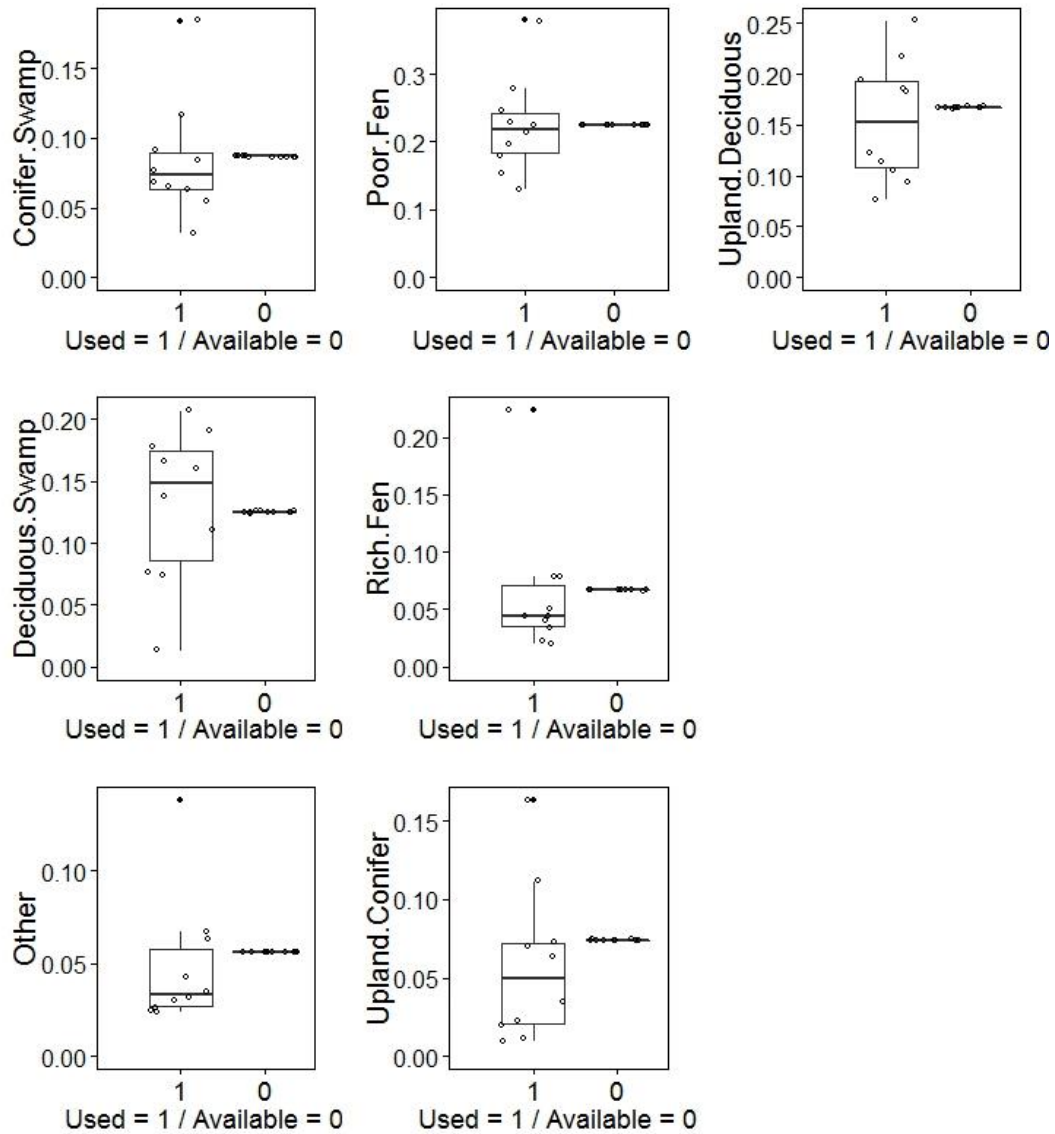 Conifer.Swamp
0.15
0.10
0.05
0.00
1 0
Used = 1 / Available = 0
Poor.Fen
0.3
0.2
0.1
0.0
1 0
Used = 1 / Available = 0
Upland.Deciduous
0.25
0.20
0.15
0.10
0.05
0.00
1 0
Used = 1 / Available = 0
Deciduous.Swamp
0.20
0.15
0.10
0.05
0.00
1 0
Used = 1 / Available = 0
Rich.Fen
0.20
0.15
0.10
0.05
0.00
1 0
Used = 1 / Available = 0
Other
0.10
0.05
0.00
1 0
Used = 1 / Available = 0
Upland.Conifer
0.15
0.10
0.05
0.00
1 0
Used = 1 / Available = 0